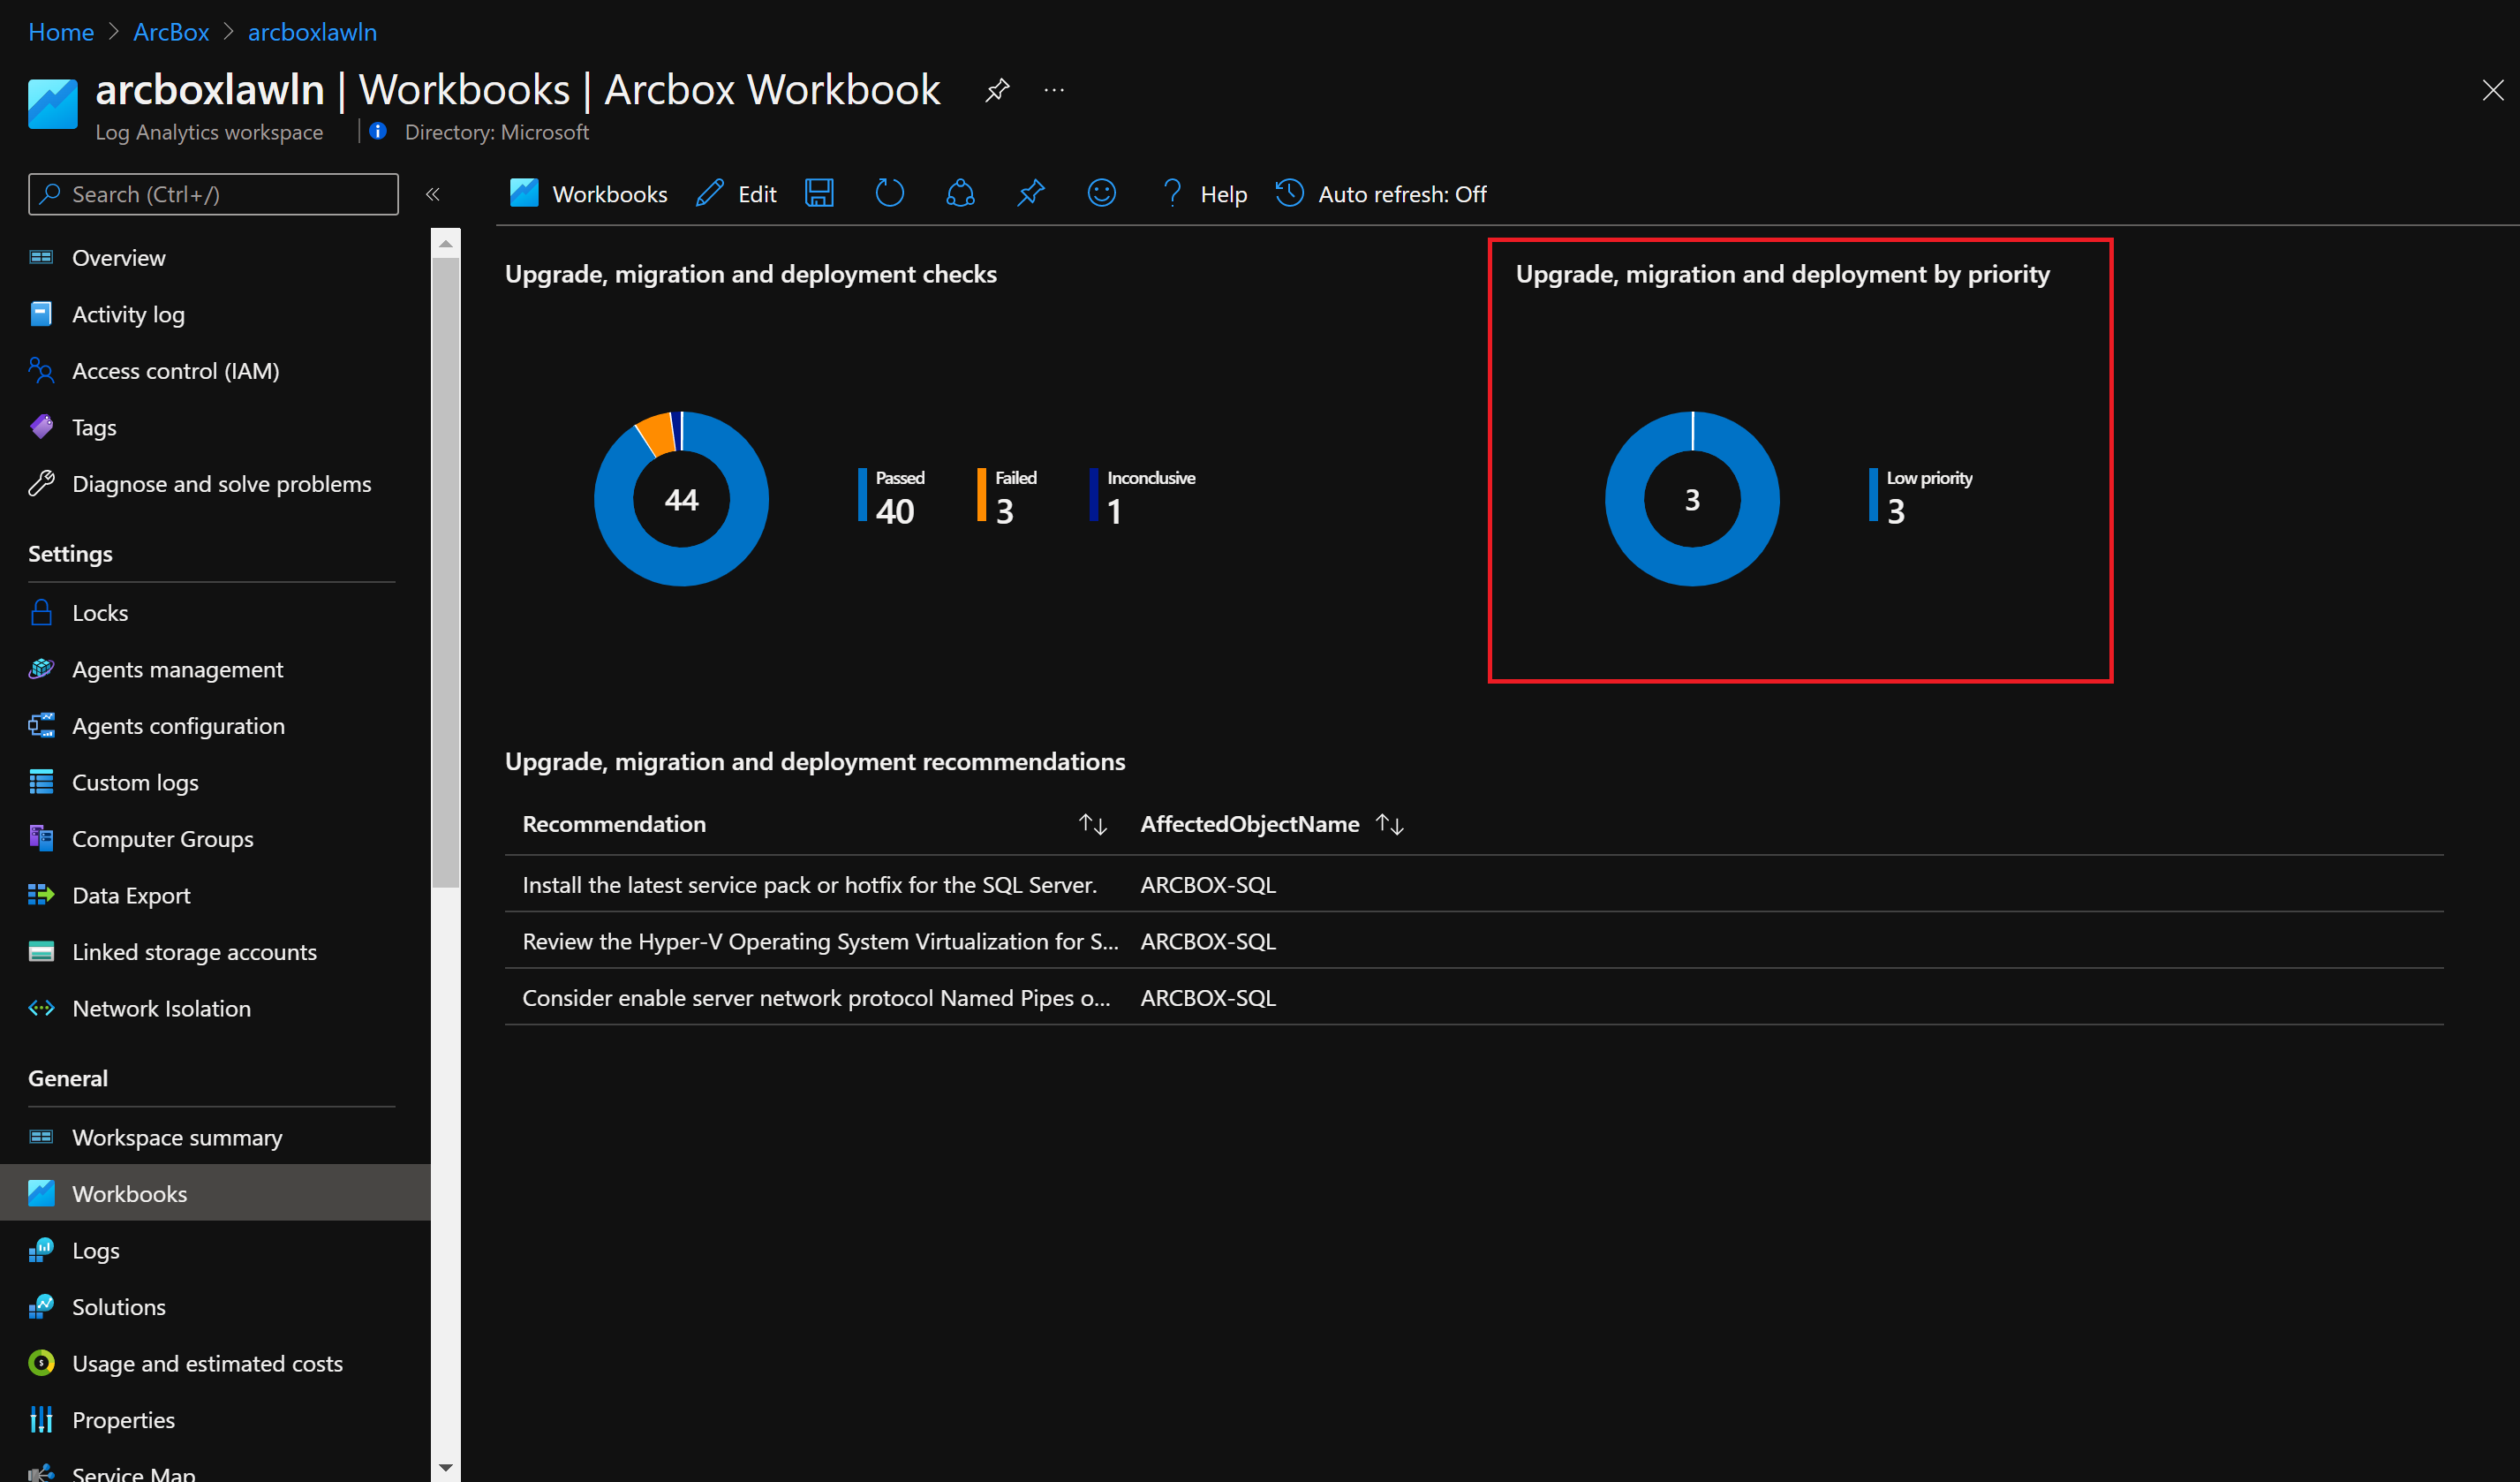 Home > ArcBox > arcboxlawln
arcboxlawln | Workbooks | Arcbox Workbook ...
Log Analytics workspace | Directory: Microsoft
Search (Ctrl+/) «
Workbooks Edit Help Auto refresh: Off
Overview
Activity log
Access control (IAM)
Tags
Diagnose and solve problems
Settings
Locks
Agents management
Agents configuration
Custom logs
Computer Groups
Data Export
Linked storage accounts
Network Isolation
General
Workspace summary
Workbooks
Logs
Solutions
Usage and estimated costs
Properties
Service Map
Upgrade, migration and deployment checks
44
Passed
40
Failed
3
Inconclusive
1
Upgrade, migration and deployment by priority
3
Low priority
3
Upgrade, migration and deployment recommendations
Recommendation ↑↓ AffectedObjectName ↑↓
Install the latest service pack or hotfix for the SQL Server. ARCBOX-SQL
Review the Hyper-V Operating System Virtualization for S... ARCBOX-SQL
Consider enable server network protocol Named Pipes o... ARCBOX-SQL